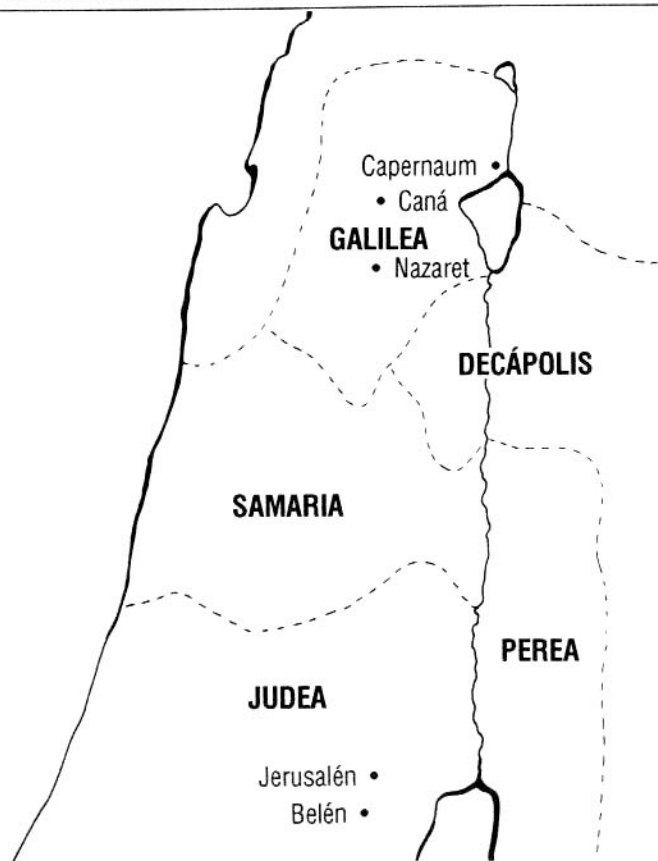 Capernaum
Caná
GALILEA
Nazaret
DECÁPOLIS
SAMARIA
PEREA
JUDEA
Jerusalén
Belén